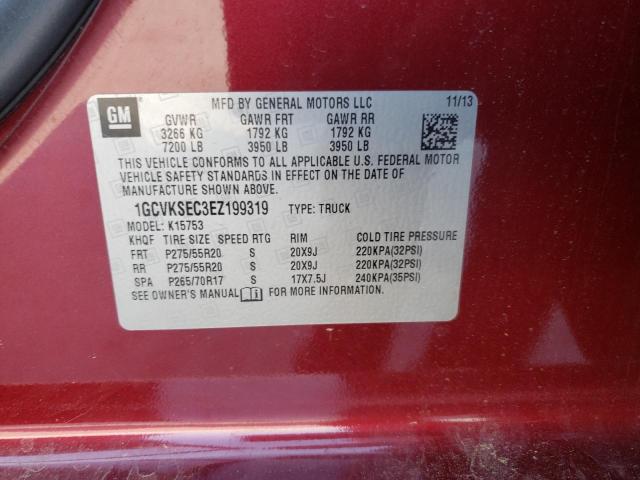 MFD BY GENERAL MOTORS LLC 11/13
GM GVWR GAWR FRT GAWR RR
3266 KG 1792 KG 1792 KG
7200 LB 3950 LB 3950 LB
THIS VEHICLE CONFORMS TO ALL APPLICABLE U.S. FEDERAL MOTOR
VEHICLE SAFETY STANDARDS IN EFFECT ON THE DATE OF
MANUFACTURE SHOWN ABOVE.
1GCVKSEC3EZ199319 TYPE: TRUCK
MODEL: K15753
KHQF TIRE SIZE SPEED RTG RIM COLD TIRE PRESSURE
FRT P275/55R20 S 20X9J 220KPA(32PSI)
RR P275/55R20 S 20X9J 220KPA(32PSI)
SPA P265/70R17 S 17X7.5J 240KPA(35PSI)
SEE OWNER'S MANUAL FOR MORE INFORMATION.